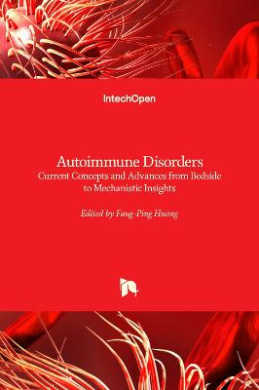 IntechOpen
Autoimmune Disorders
Current Concepts and Advances from Bedside
to Mechanistic Insights
Edited by Fang-Ping Huang